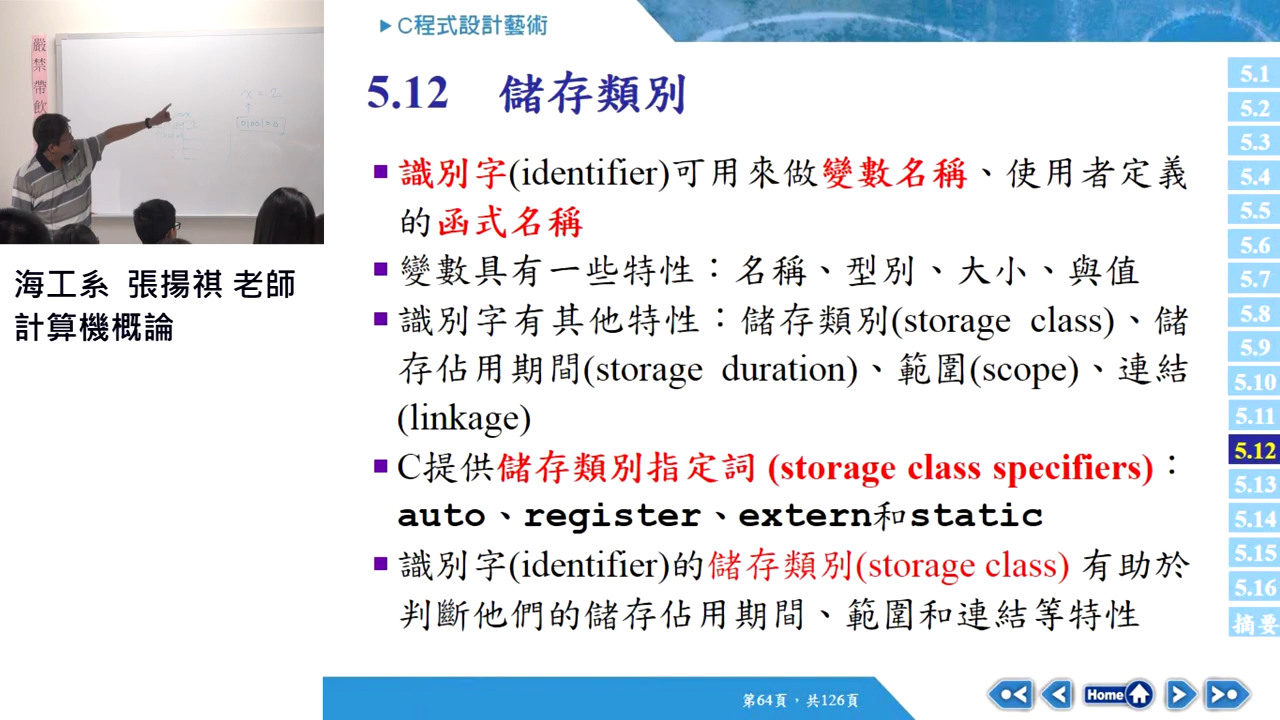 C程式設計藝術
5.12 儲存類別
識別字(identifier)可用來做變數名稱、使用者定義
的函式名稱
變數具有一些特性：名稱、型別、大小、與值
識別字有其他特性：儲存類別(storage class)、儲
存佔用期間(storage duration)、範圍(scope)、連結
(linkage)
C提供儲存類別指定詞 (storage class specifiers)：
auto、register、extern和static
識別字(identifier)的儲存類別(storage class) 有助於
判斷他們的儲存佔用期間、範圍和連結等特性
嚴禁帶飲
x = -2
海工系 張揚祺 老師
計算機概論
5.1
5.2
5.3
5.4
5.5
5.6
5.7
5.8
5.9
5.10
5.11
5.12
5.13
5.14
5.15
5.16
摘要
第64頁，共126頁
Home